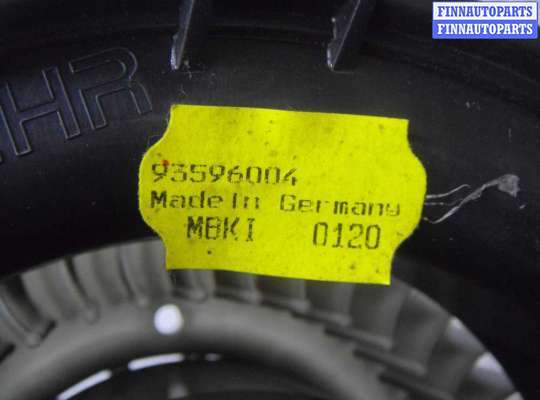 FINNAUTOPARTS
FINNAUTOPARTS
HR
93596004
Made In Germany
MBKI 0120